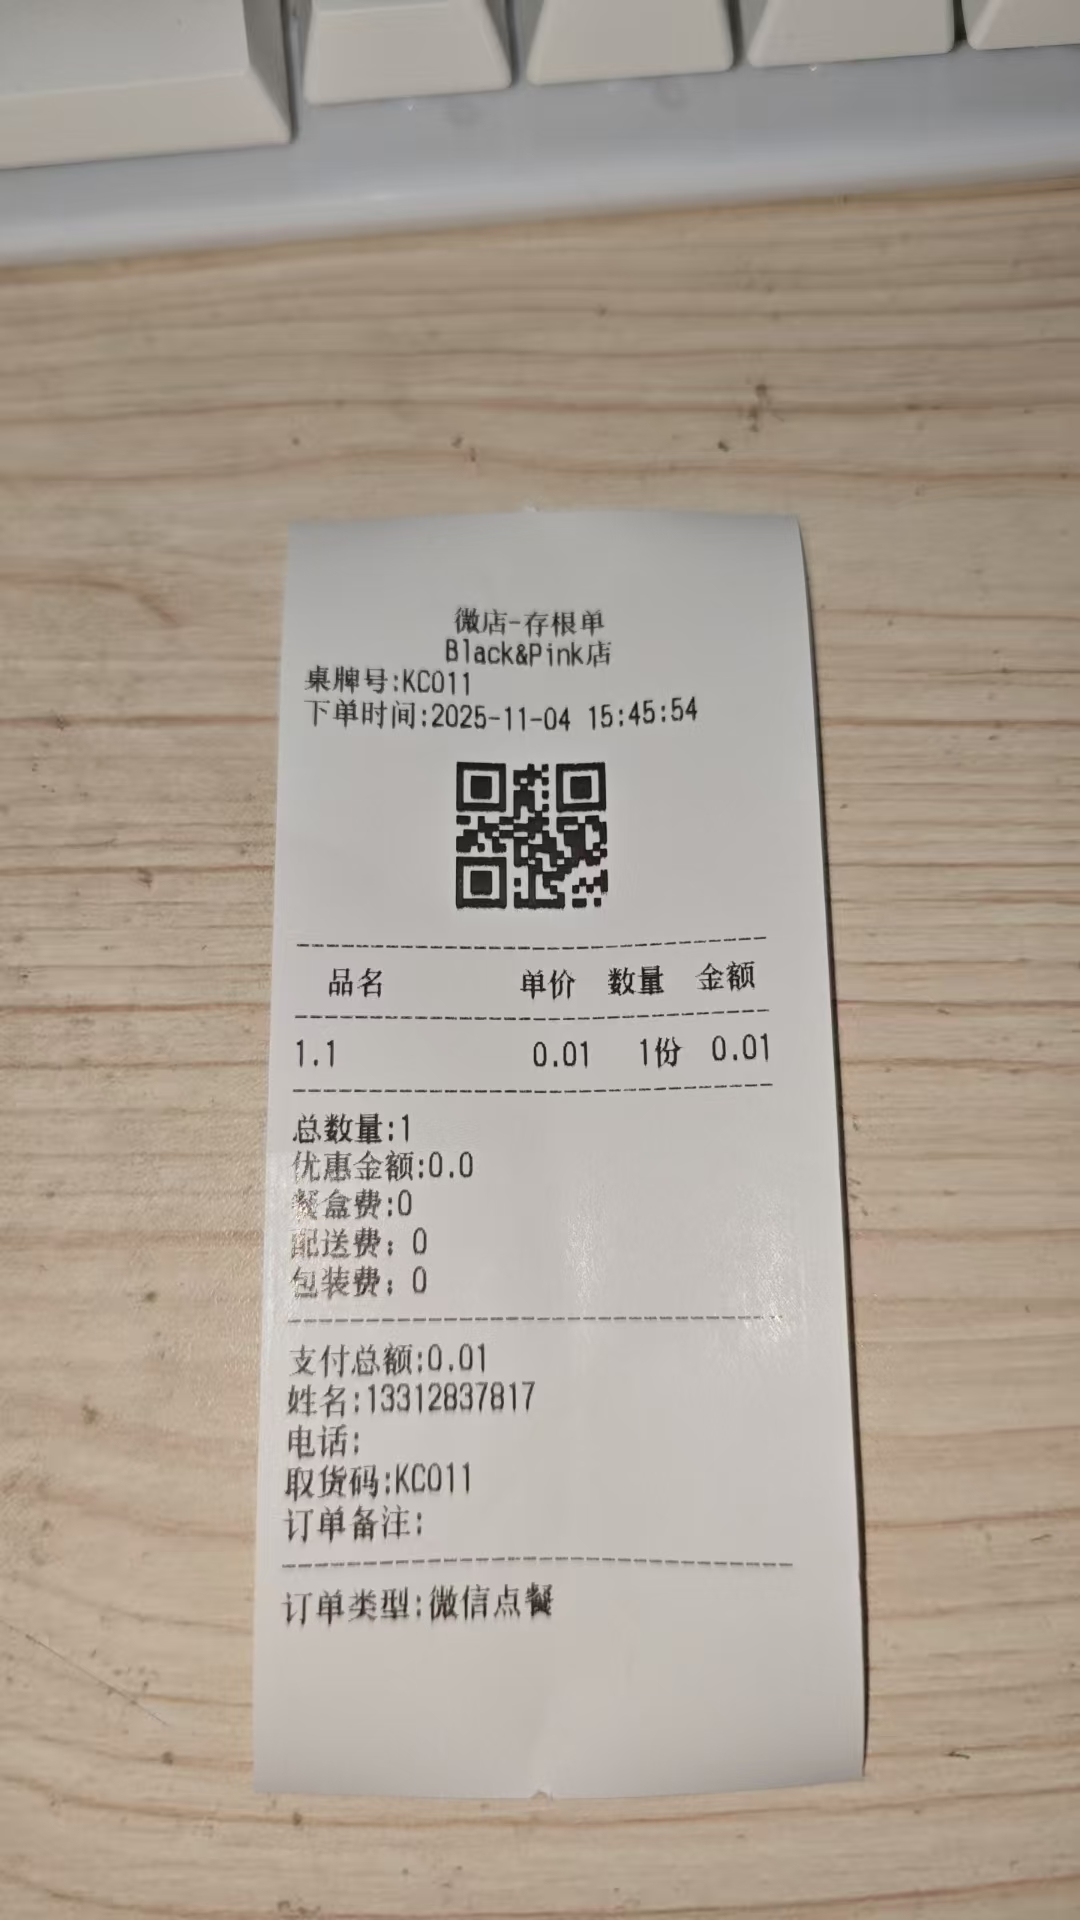 微店-存根单
Black&Pink店
桌牌号:KC011
下单时间:2025-11-04 15:45:54
品名 单价 数量 金额
1.1 0.01 1份 0.01
总数量:1
优惠金额:0.0
餐盒费:0
配送费：0
包装费：0
支付总额:0.01
姓名:13312837817
电话:
取货码:KC011
订单备注:
订单类型:微信点餐